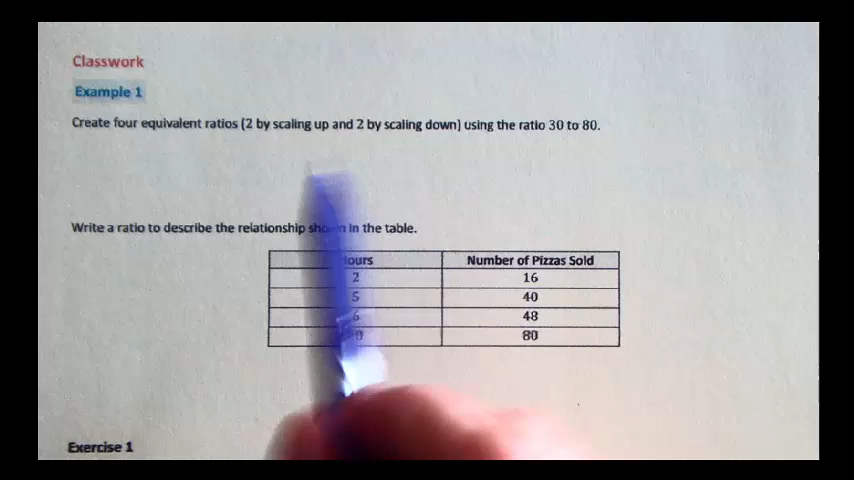 Classwork
Example 1
Create four equivalent ratios (2 by scaling up and 2 by scaling down) using the ratio 30 to 80.
Write a ratio to describe the relationship shown in the table.
Number of Pizzas Sold
2 16
5 40
6 48
80
Exercise 1